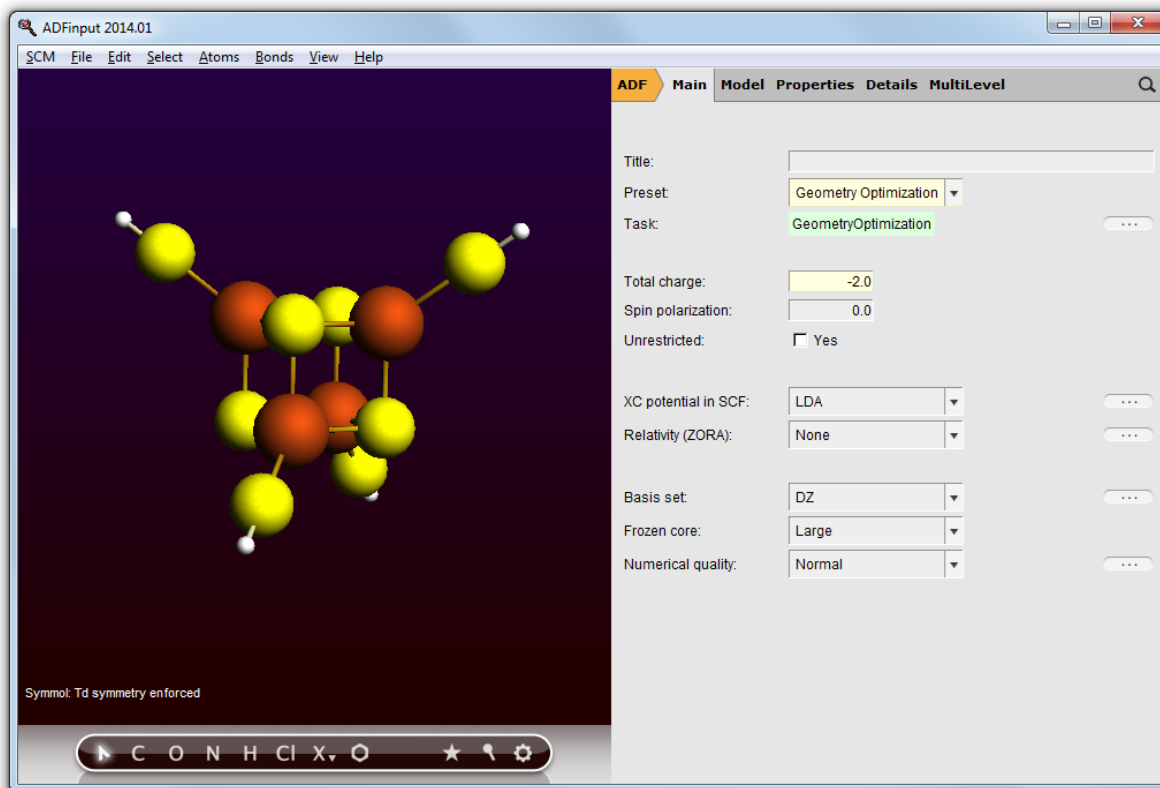 ADFinput 2014.01
SCM File Edit Select Atoms Bonds View Help
ADF Main Model Properties Details MultiLevel
Title:
Preset: Geometry Optimization
Task: GeometryOptimization
Total charge: -2.0
Spin polarization: 0.0
Unrestricted: Yes
XC potential in SCF: LDA
Relativity (ZORA): None
Basis set: DZ
Frozen core: Large
Numerical quality: Normal
Symmol: Td symmetry enforced
C O N H Cl X